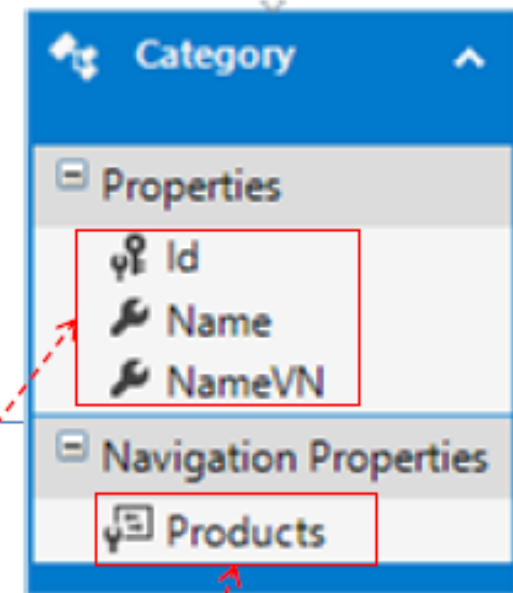 Category
Properties
Id
Name
NameVN
Navigation Properties
Products